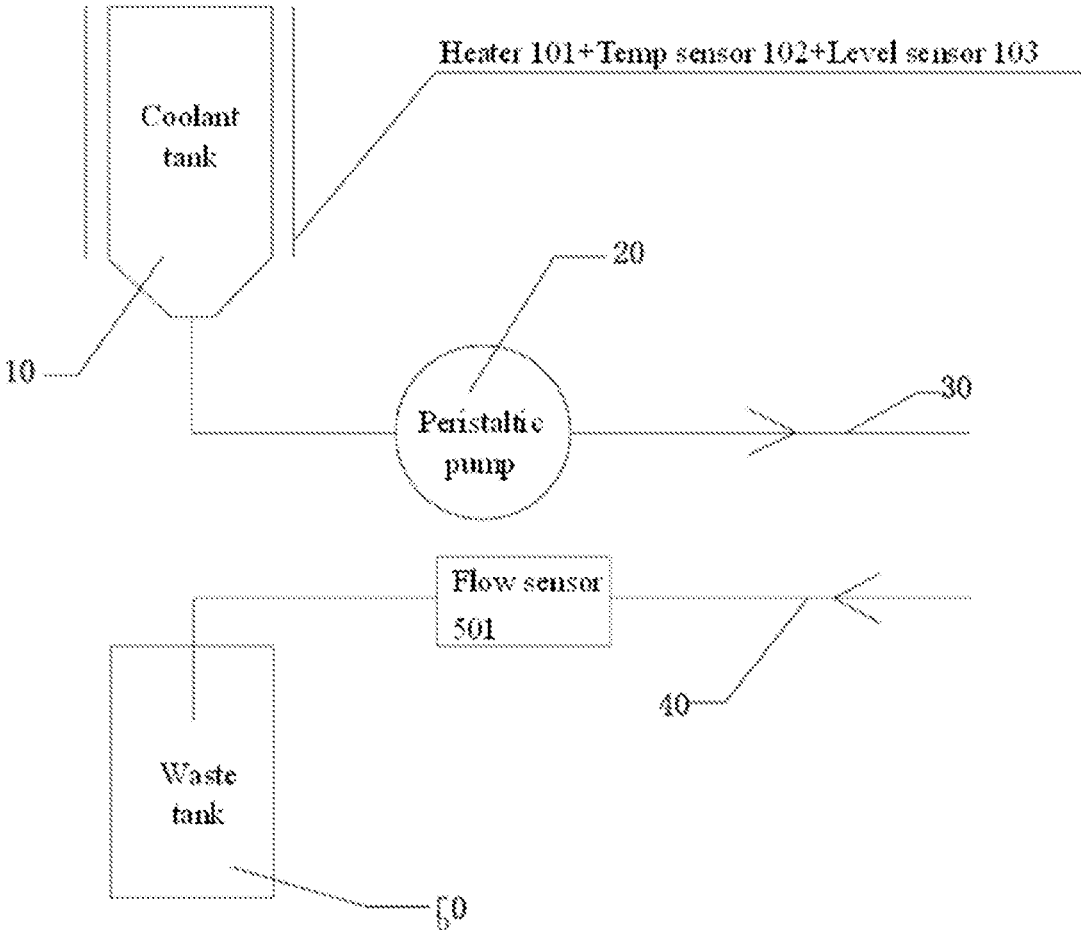 Heater 101+Temp sensor 102+Level sensor 103
Coolant
tank
20
10
30
Peristaltic
pump
Flow sensor
501
40
Waste
tank
50